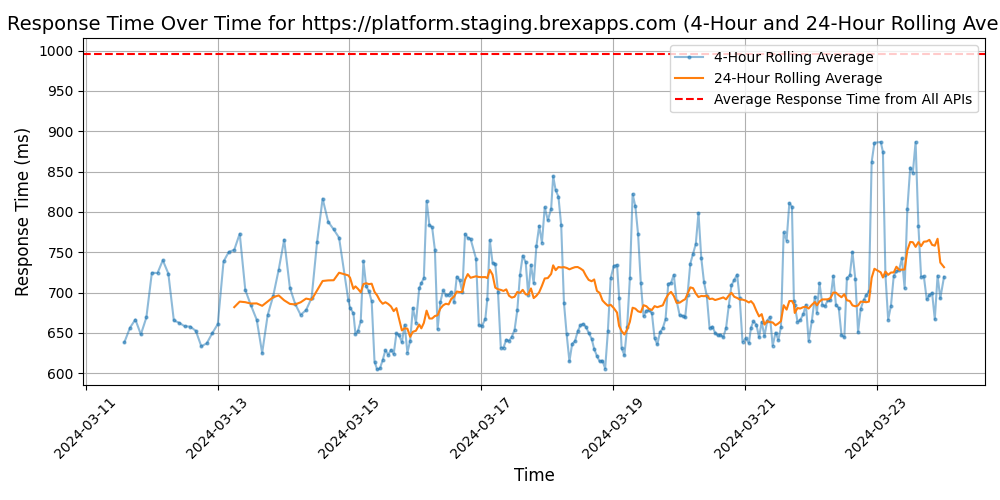 Response Time Over Time for https://platform.staging.brexapps.com (4-Hour and 24-Hour Rolling Ave
4-Hour Rolling Average
24-Hour Rolling Average
Average Response Time from All APIs
Response Time (ms)
1000
950
900
850
800
750
700
650
600
2024-03-11
2024-03-13
2024-03-15
2024-03-17
2024-03-19
2024-03-21
2024-03-23
Time